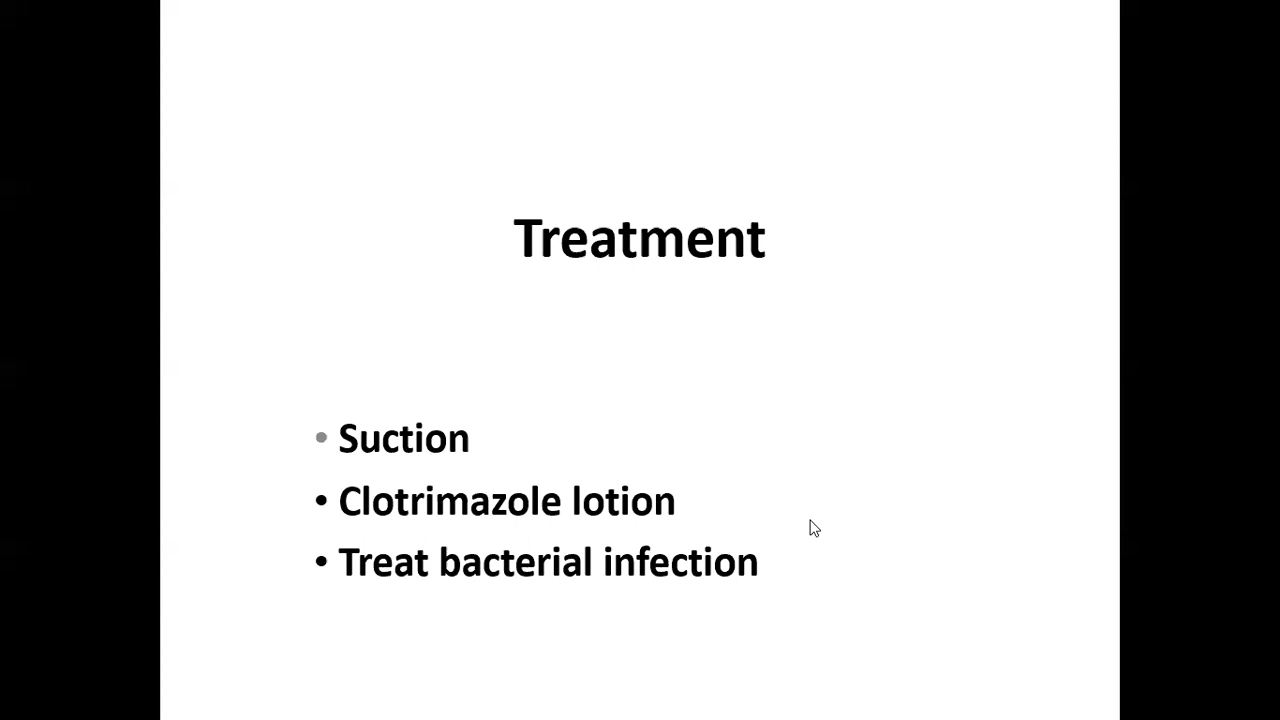 Treatment
• Suction
• Clotrimazole lotion
• Treat bacterial infection